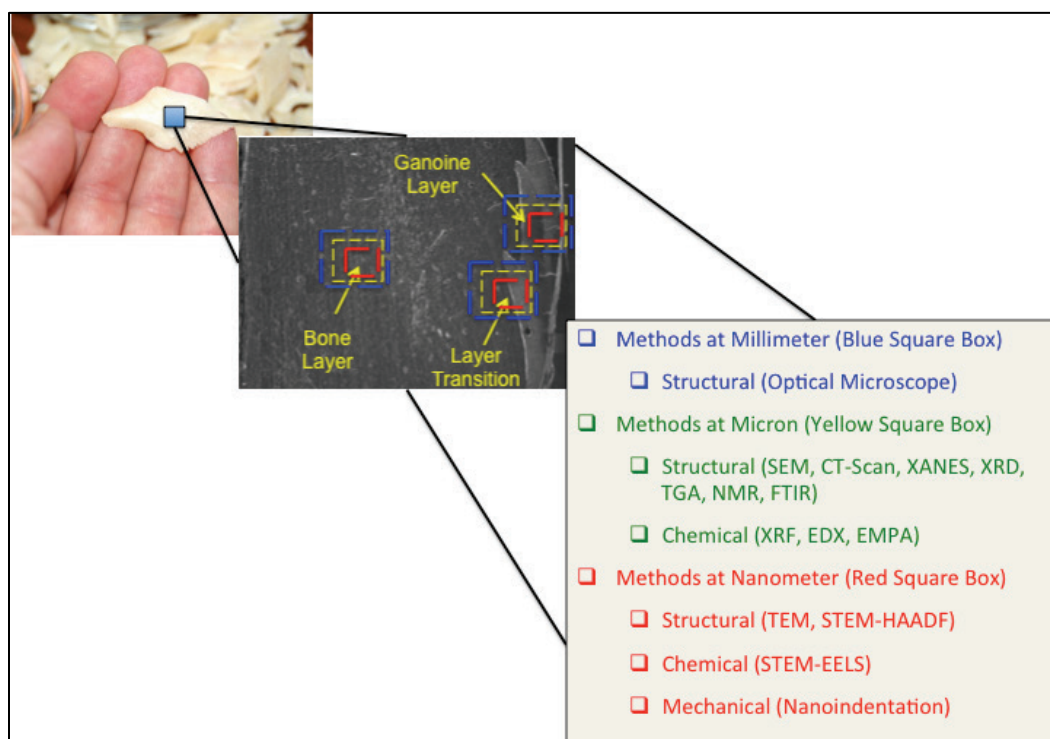 Ganoine
Layer
Bone
Layer
Layer
Transition
❑ Methods at Millimeter (Blue Square Box)
❑ Structural (Optical Microscope)
❑ Methods at Micron (Yellow Square Box)
❑ Structural (SEM, CT-Scan, XANES, XRD,
TGA, NMR, FTIR)
❑ Chemical (XRF, EDX, EMPA)
❑ Methods at Nanometer (Red Square Box)
❑ Structural (TEM, STEM-HAADF)
❑ Chemical (STEM-EELS)
❑ Mechanical (Nanoindentation)